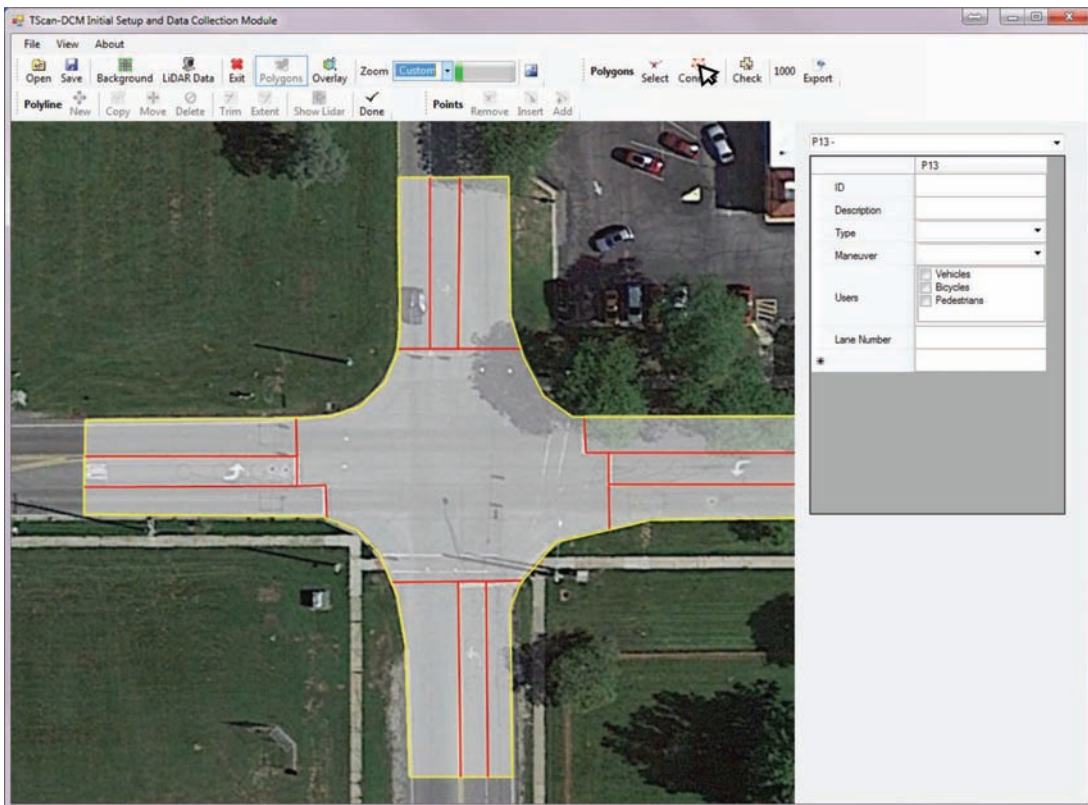 TScan-DCM Initial Setup and Data Collection Module
File View About
Open Save Background LiDAR Data Exit Polygons Overlay Zoom Custom Polygons Select Check 1000 Export
Polyline New Copy Move Delete Trim Extent Show Lidar Done Points Remove Insert Add
P13 -
P13
ID
Description
Type
Maneuver
Users
Vehicles
Bicycles
Pedestrians
Lane Number